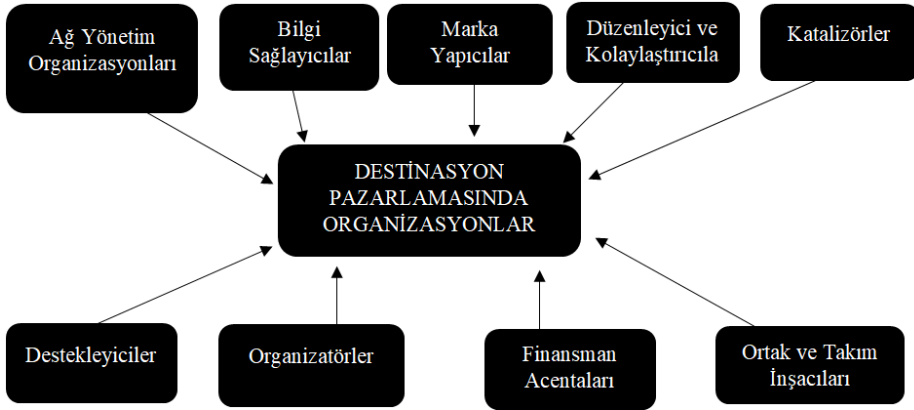 Ağ Yönetim
Organizasyonları
Bilgi
Sağlayıcılar
Marka
Yapıcılar
Düzenleyici ve
Kolaylaştırıcıla
Katalizörler
DESTİNASYON
PAZARLAMASINDA
ORGANİZASYONLAR
Destekleyiciler
Organizatörler
Finansman
Acentaları
Ortak ve Takım
İnşacıları